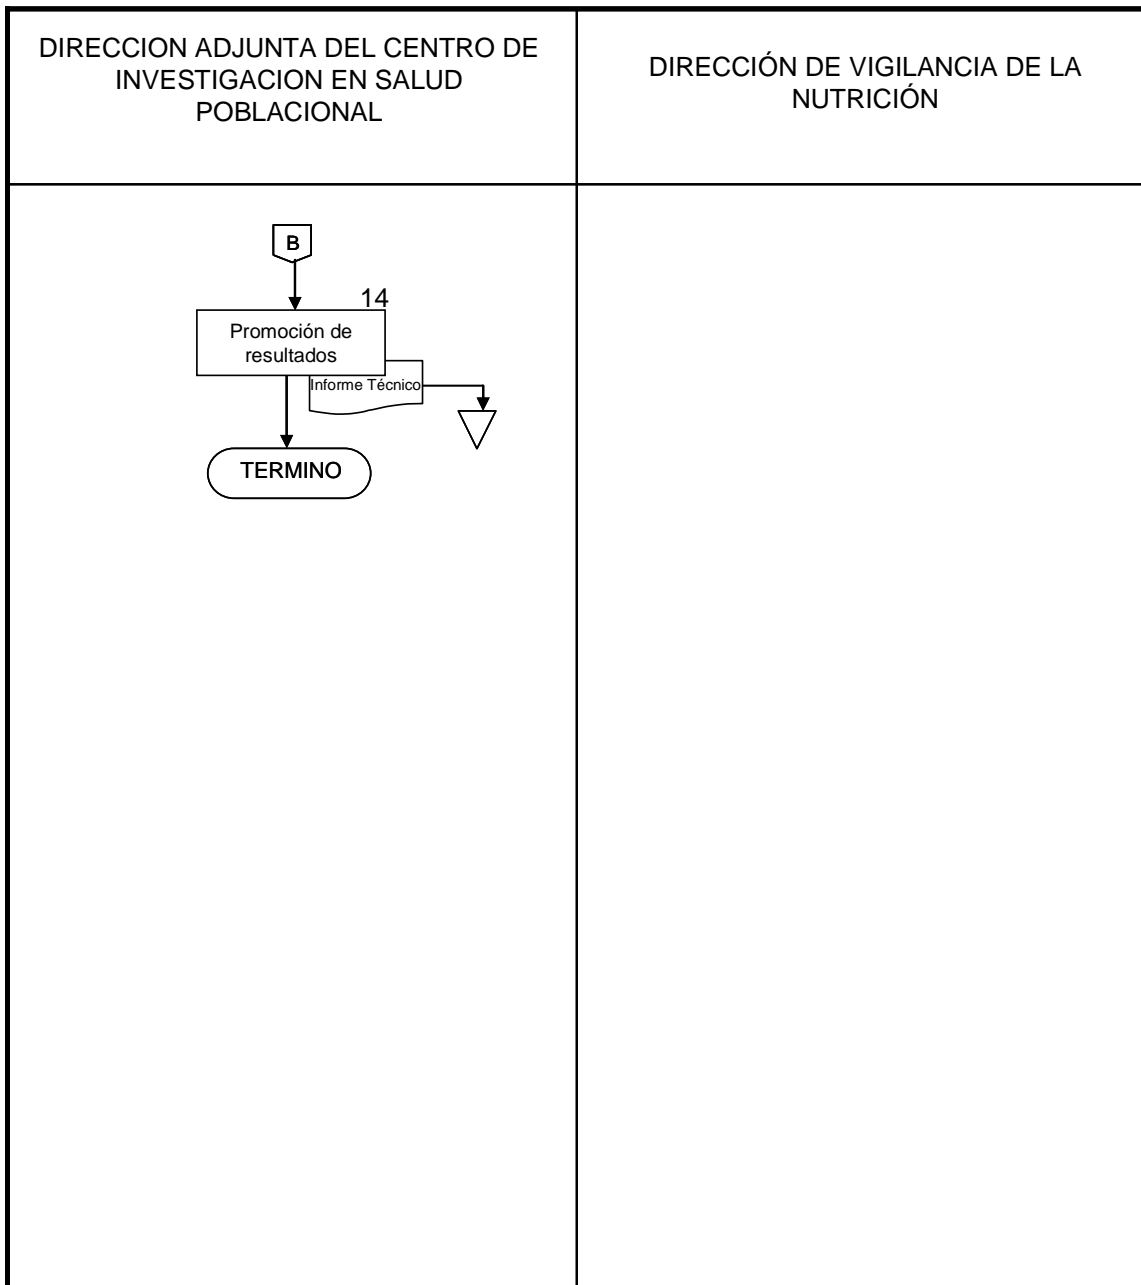 DIRECCION ADJUNTA DEL CENTRO DE
INVESTIGACION EN SALUD
POBLACIONAL
DIRECCIÓN DE VIGILANCIA DE LA
NUTRICIÓN
B
14
Promoción de
resultados
Informe Técnico
TERMINO